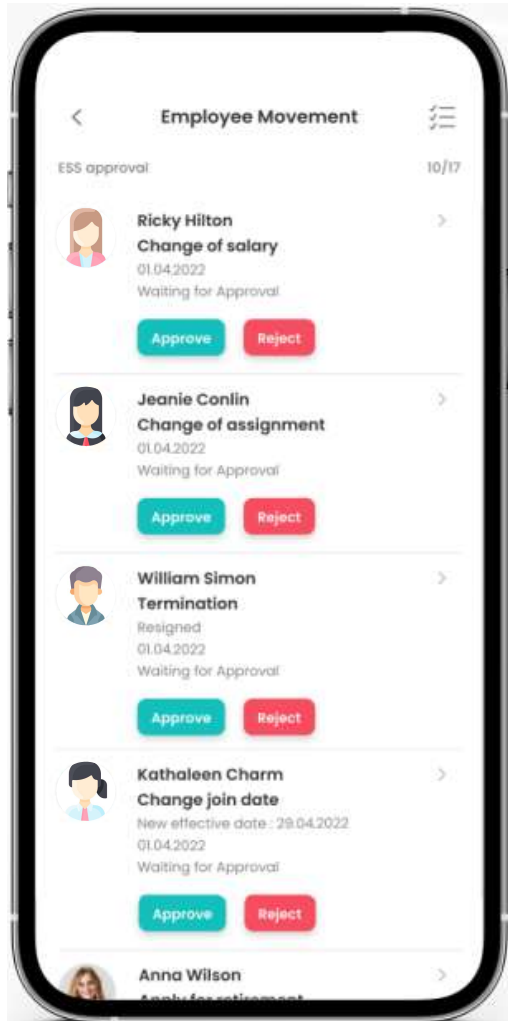 Employee Movement
ESS approval 10/17
Ricky Hilton
Change of salary
01.04.2022
Waiting for Approval
Approve Reject
Jeanie Conlin
Change of assignment
01.04.2022
Waiting for Approval
Approve Reject
William Simon
Termination
Resigned
01.04.2022
Waiting for Approval
Approve Reject
Kathaleen Charm
Change join date
New effective date : 29.04.2022
01.04.2022
Waiting for Approval
Approve Reject
Anna Wilson
Apply for retirement